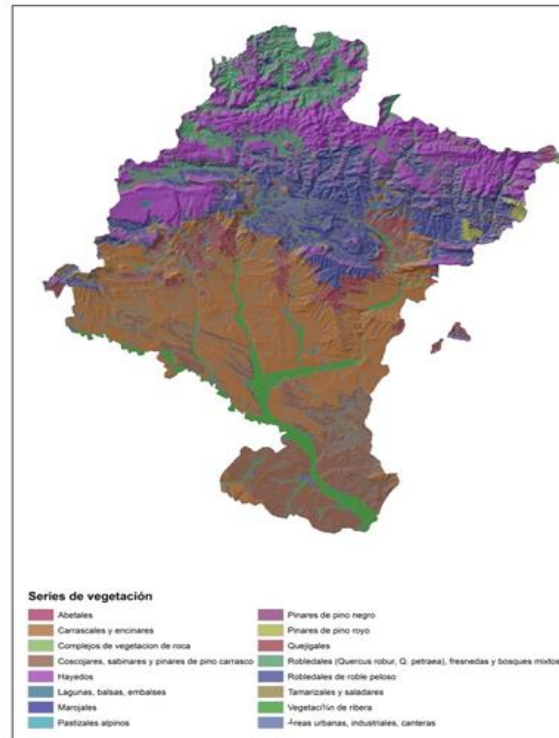 Series de vegetación
Abetales
Carrascales y encinares
Complejos de vegetacion de roca
Coscojares, sabinares y pinares de pino carrasco
Hayedos
Lagunas, balsas, embalses
Marojales
Pastizales alpinos
Pinares de pino negro
Pinares de pino royo
Quejigales
Robledales (Quercus robur, Q. petraea), fresnedas y bosques mixtos
Robledales de roble peloso
Tamarizales y saladares
Vegetaci¾n de ribera
┴reas urbanas, industriales, canteras